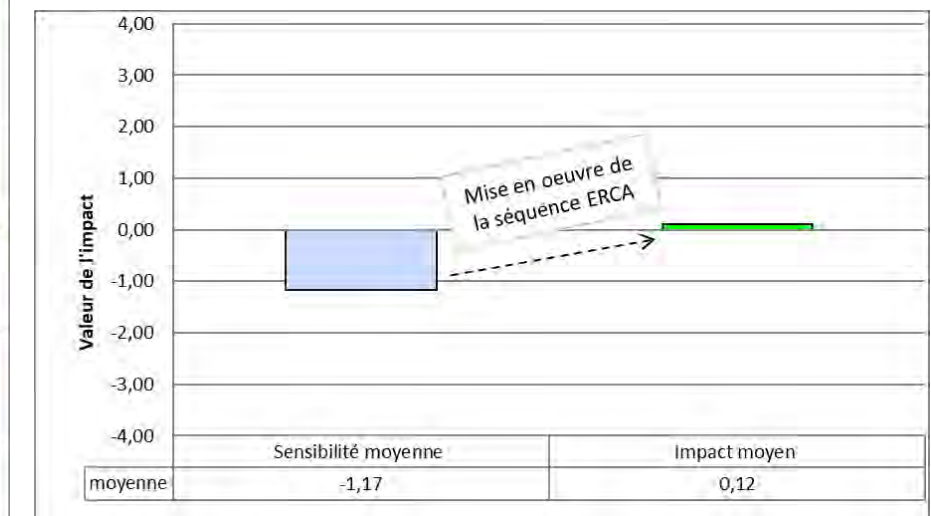 4,00
3,00
2,00
1,00
0,00
-1,00
-2,00
-3,00
-4,00
Valeur de l'impact
Mise en oeuvre de
la séquence ERCA
Sensibilité moyenne Impact moyen
moyenne -1,17 0,12